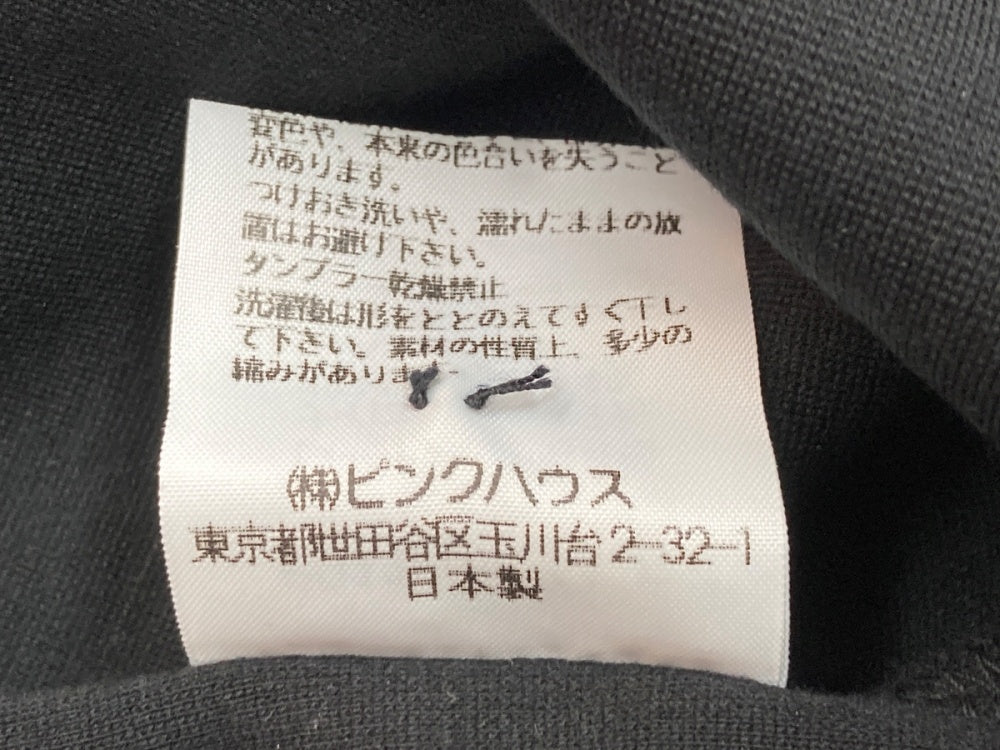 変色や、本来の色合いを失うこと
があります。
つけおき洗いや、濡れたままの放
置はお避け下さい。
タンブラー乾燥禁止
洗濯後は形をととのえてすぐ干し
て下さい。素材の性質上、多少の
縮みがあります
(株)ピンクハウス
東京都世田谷区玉川台2-32-1
日本製